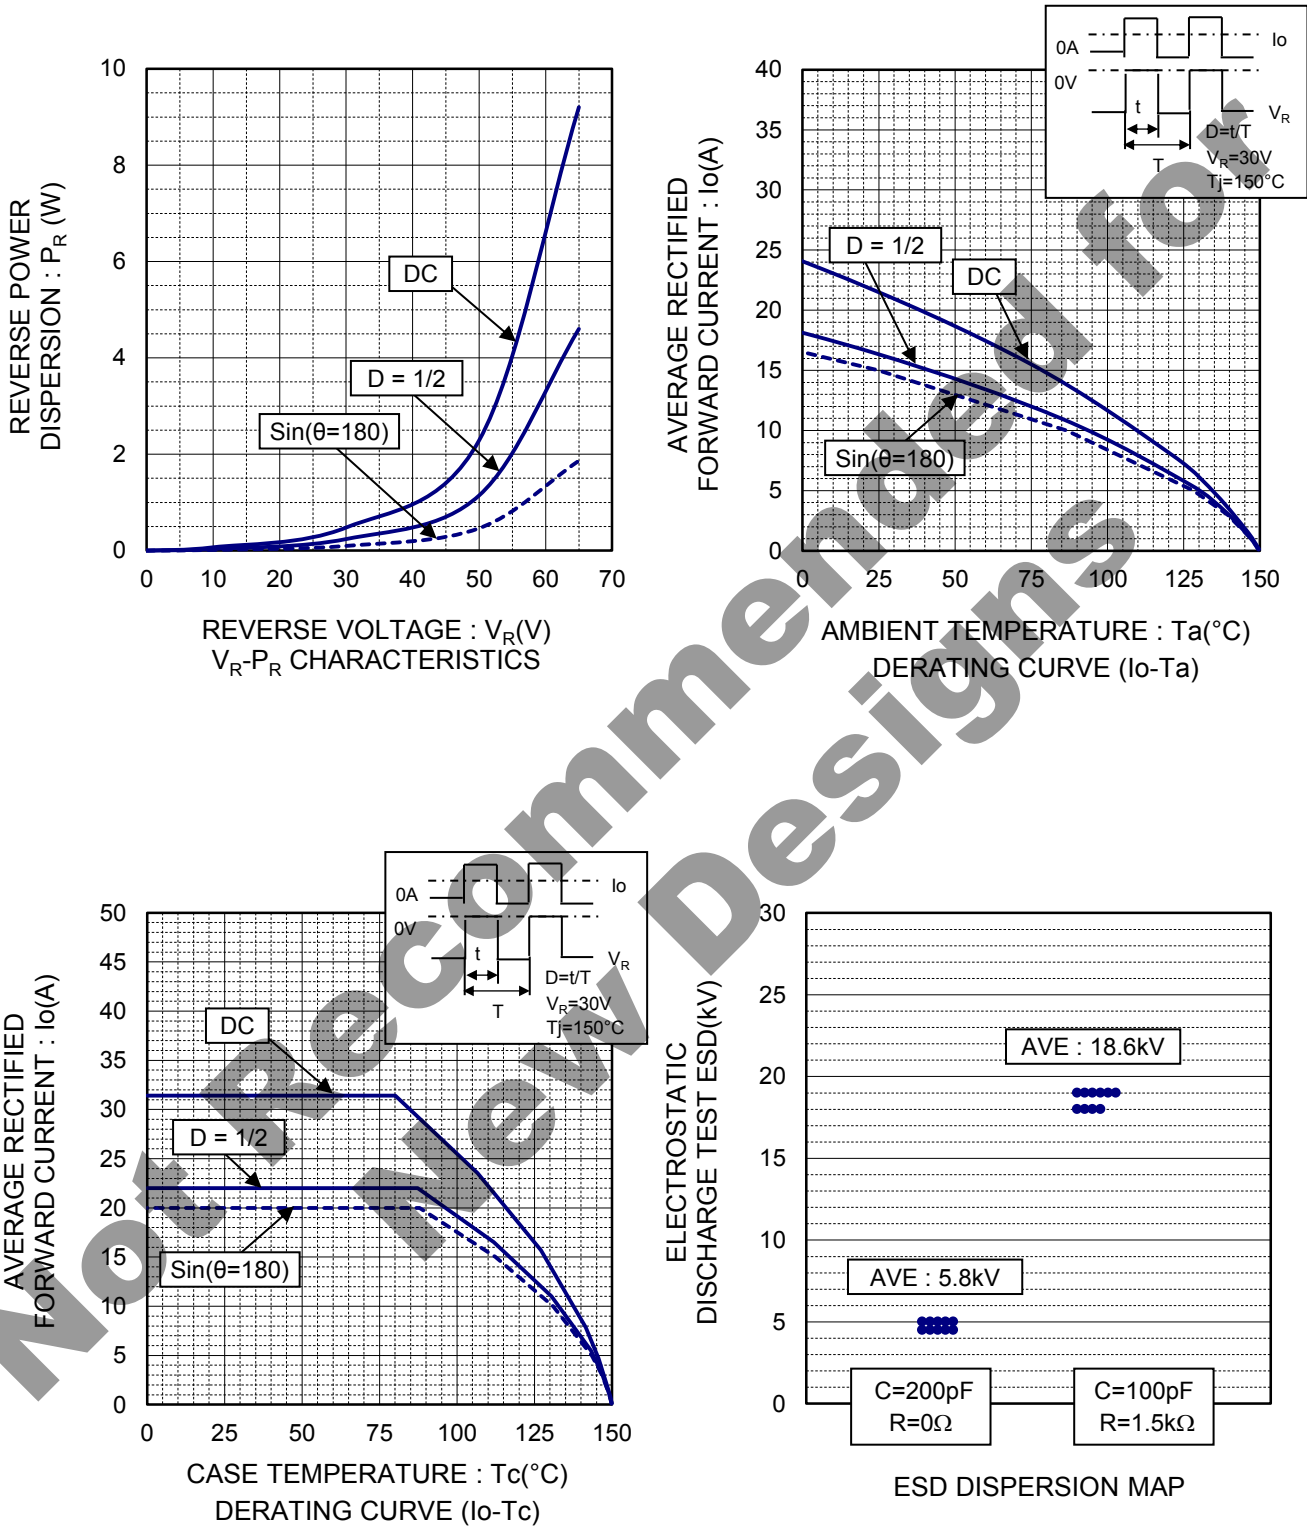 10
8
6
4
2
0
0 10 20 30 40 50 60 70
REVERSE POWER
DISPERSION : PR (W)
DC
D = 1/2
Sin(θ=180)
REVERSE VOLTAGE : VR(V)
VR-PR CHARACTERISTICS
40
35
30
25
20
15
10
5
0
0 25 50 75 100 125 150
AVERAGE RECTIFIED
FORWARD CURRENT : Io(A)
0A
Io
0V
t
VR
D=t/T
T
VR=30V
Tj=150°C
D = 1/2
DC
Sin(θ=180)
AMBIENT TEMPERATURE : Ta(°C)
DERATING CURVE (Io-Ta)
50
45
40
35
30
25
20
15
10
5
0
0 25 50 75 100 125 150
AVERAGE RECTIFIED
FORWARD CURRENT : Io(A)
0A
Io
0V
t
VR
D=t/T
T
VR=30V
Tj=150°C
DC
D = 1/2
Sin(θ=180)
CASE TEMPERATURE : Tc(°C)
DERATING CURVE (Io-Tc)
30
25
20
15
10
5
0
ELECTROSTATIC
DISCHARGE TEST ESD(kV)
AVE : 18.6kV
AVE : 5.8kV
C=200pF
R=0Ω
C=100pF
R=1.5kΩ
ESD DISPERSION MAP
Not Recommended for
New Designs